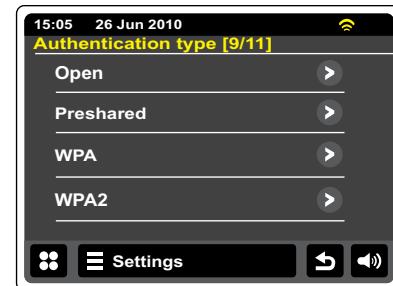 15:05 26 Jun 2010
Authentication type [9/11]
Open
Preshared
WPA
WPA2
Settings